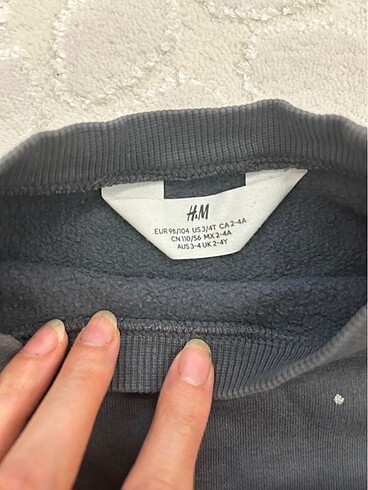 H&M
EUR 98/104 US 3/4T CA 2-4A
CN 110/56 MX 2-4A
AUS 3-4 UK 2-4Y